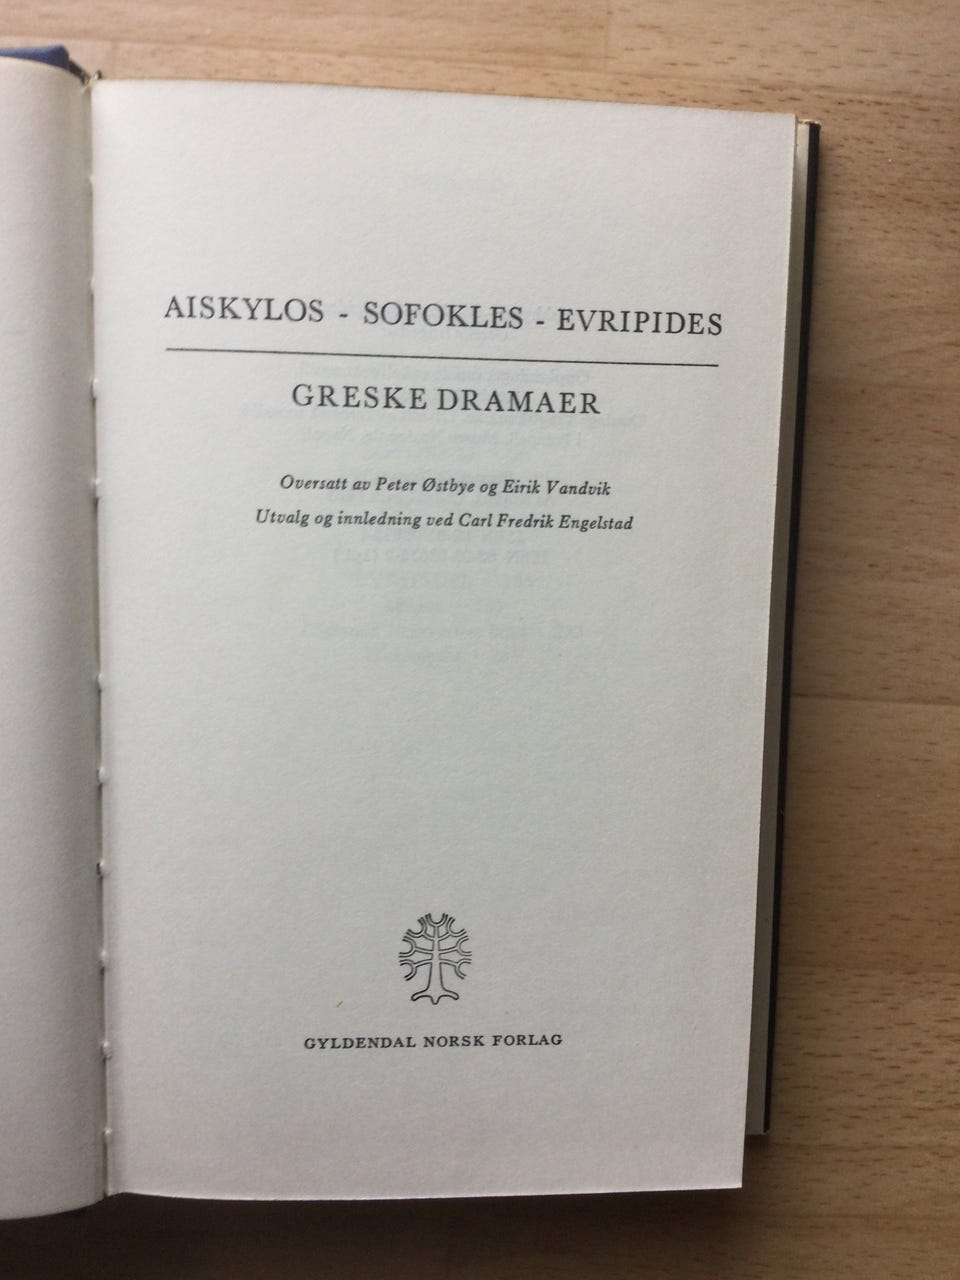 AISKYLOS - SOFOKLES - EVRIPIDES
GRESKE DRAMAER
Oversatt av Peter Østbye og Eirik Vandvik
Utvalg og innledning ved Carl Fredrik Engelstad
GYLDENDAL NORSK FORLAG